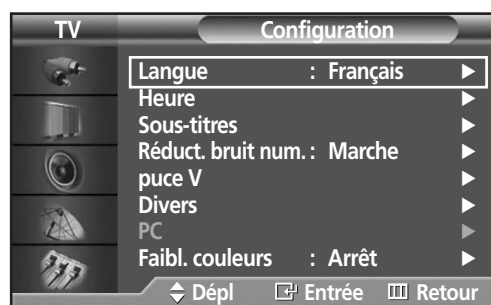 TV Configuration
Langue : Français ▶
Heure ▶
Sous-titres ▶
Réduct. bruit num. : Marche ▶
puce V ▶
Divers ▶
PC ▶
Faibl. couleurs : Arrêt ▶
Dépl Entrée Retour